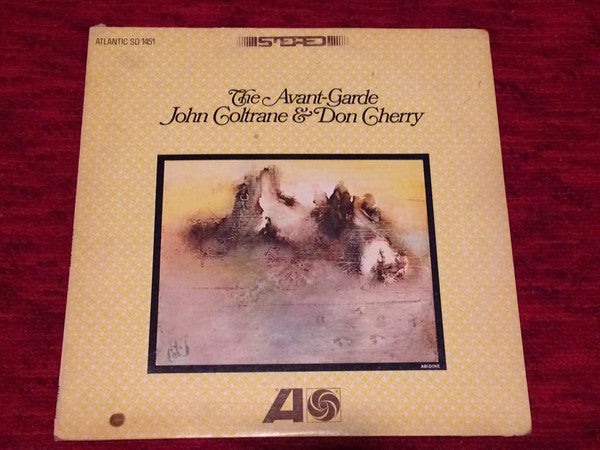 ATLANTIC SD 1451
STEREO
The Avant-Garde
John Coltrane & Don Cherry
ABIDINE
A